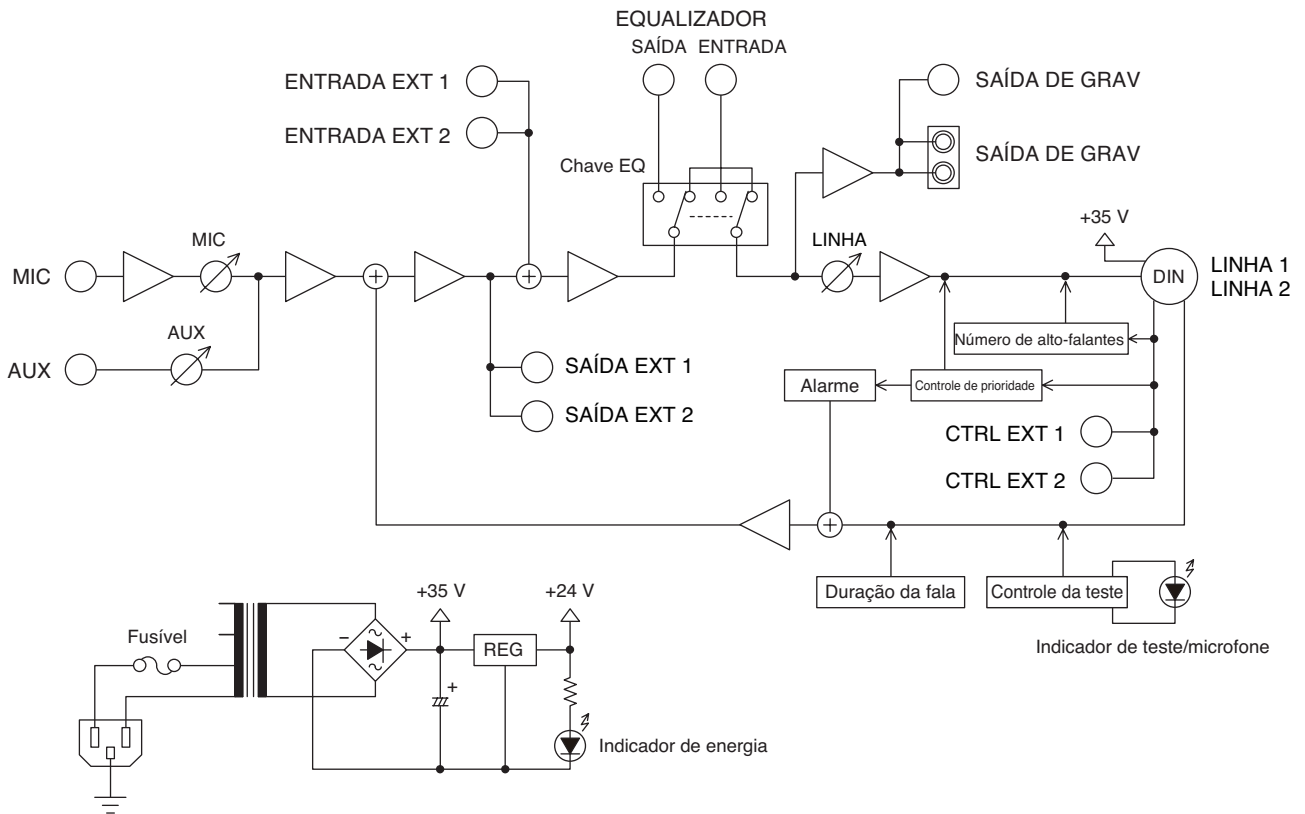 EQUALIZADOR
SAÍDA ENTRADA
ENTRADA EXT 1
SAÍDA DE GRAV
ENTRADA EXT 2
SAÍDA DE GRAV
Chave EQ
+35 V
MIC
LINHA
MIC
DIN
LINHA 1
LINHA 2
AUX
Número de alto-falantes
AUX
SAÍDA EXT 1
Alarme
Controle de prioridade
SAÍDA EXT 2
CTRL EXT 1
CTRL EXT 2
+35 V
+24 V
Duração da fala
Controle da teste
Fusível
− +
REG
Indicador de teste/microfone
+
Indicador de energia